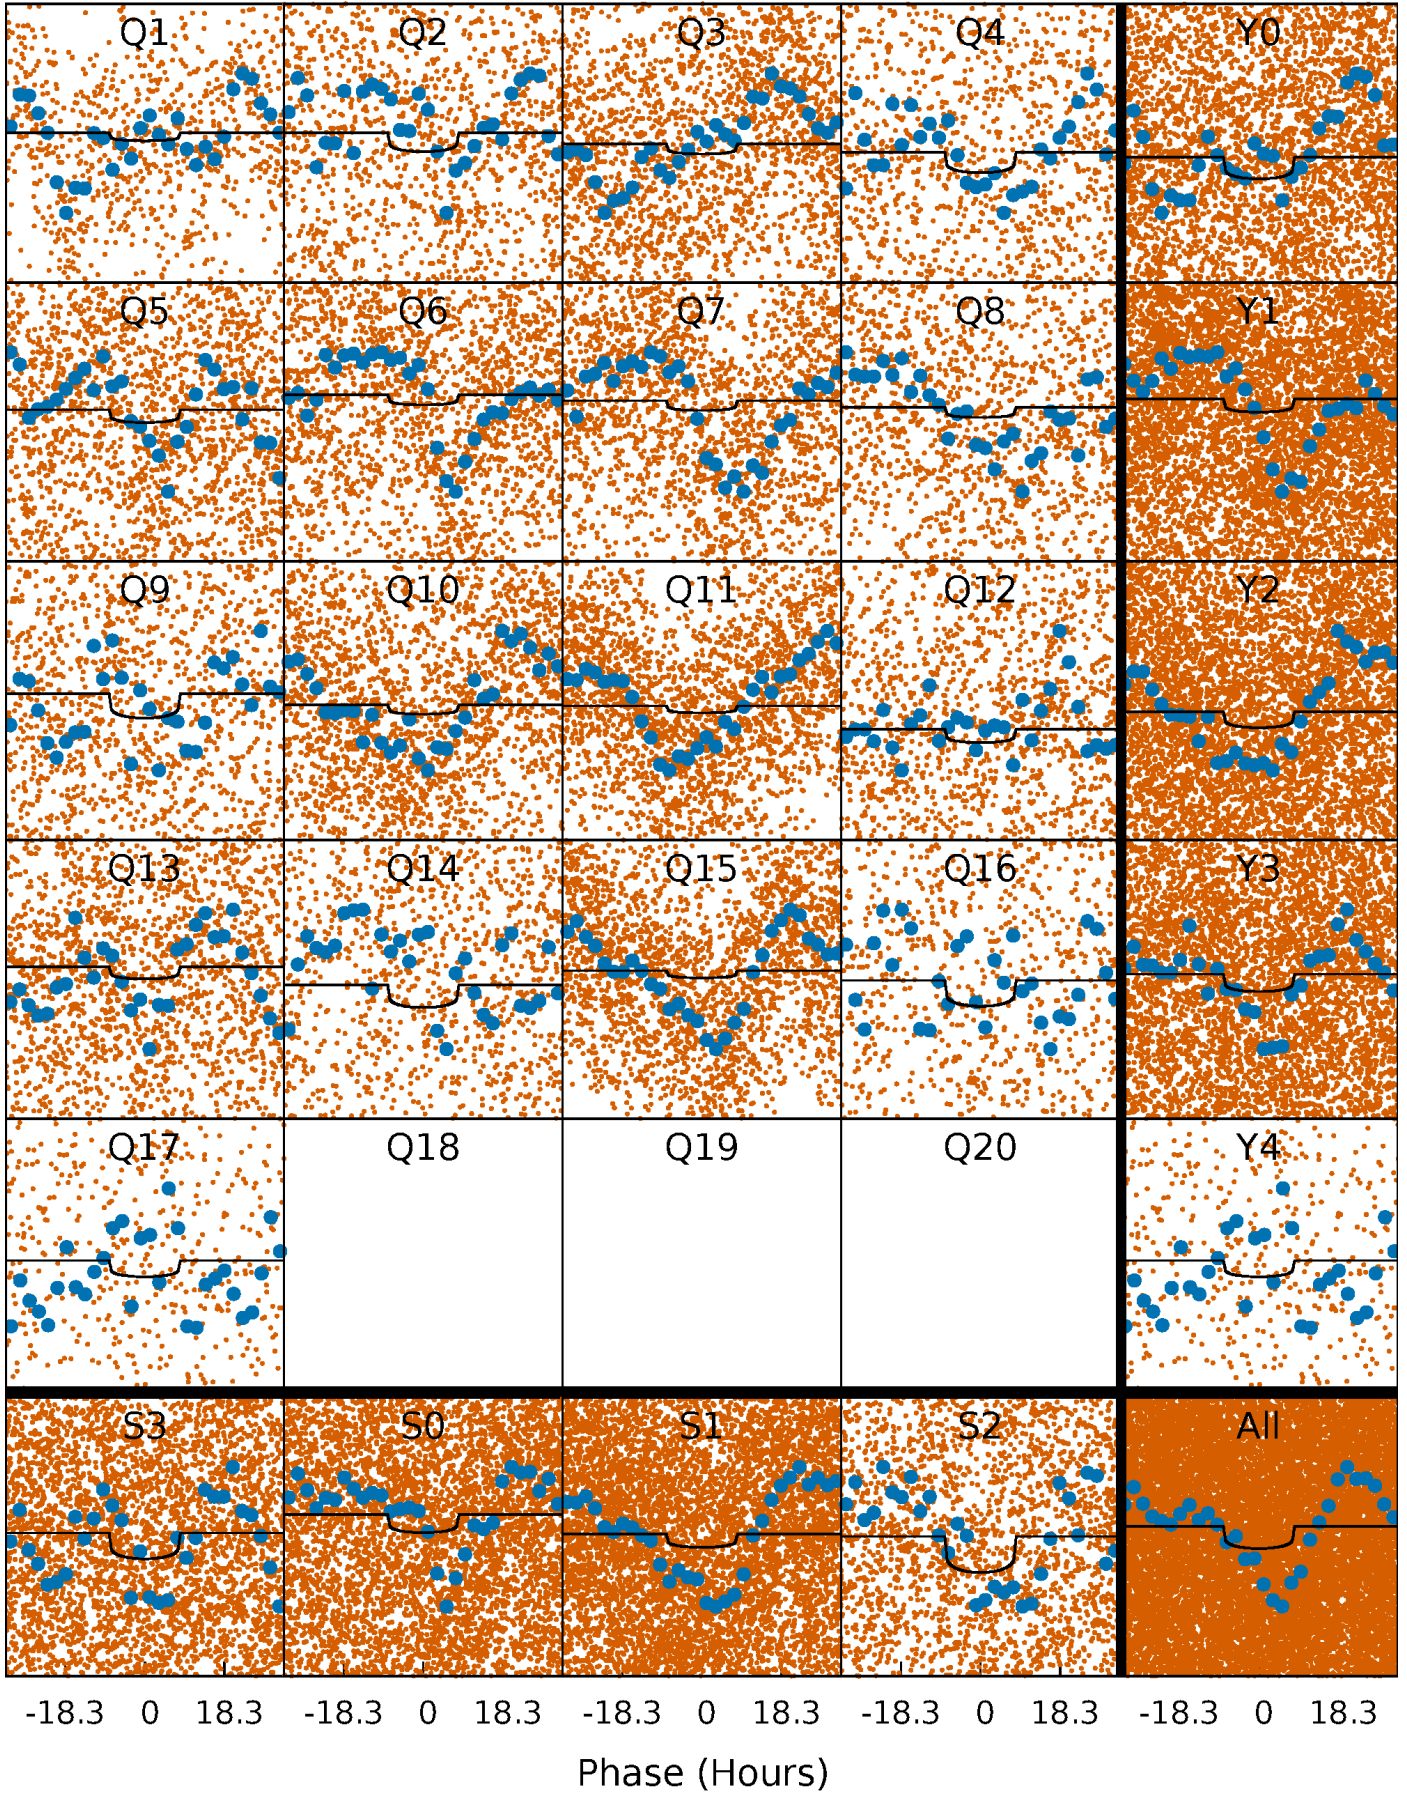 Q1 Q2 Q3 Q4 Y0
Q5 Q6 Q7 Q8 Y1
Q9 Q10 Q11 Q12 Y2
Q13 Q14 Q15 Q16 Y3
Q17 Q18 Q19 Q20 Y4
S3 S0 S1 S2 All
-18.3 0 18.3 -18.3 0 18.3 -18.3 0 18.3 -18.3 0 18.3 -18.3 0 18.3
Phase (Hours)